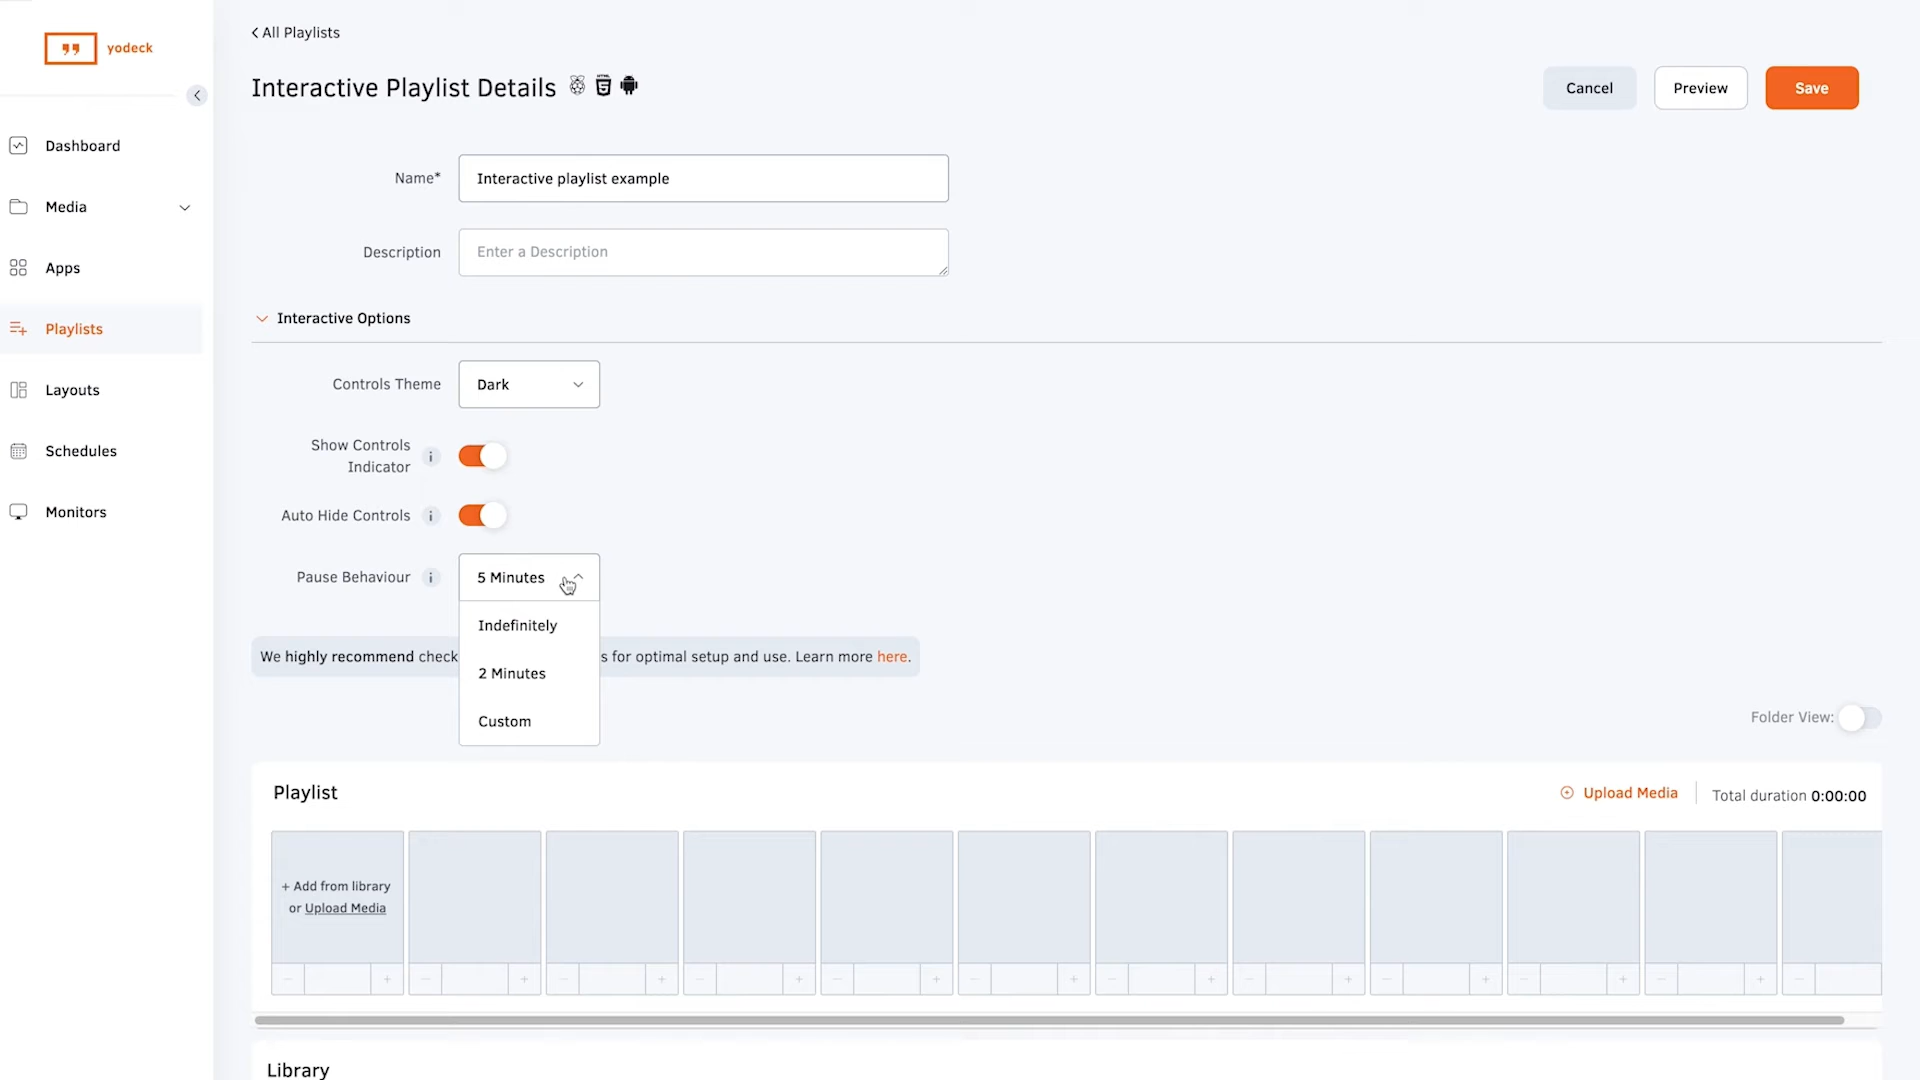 yodeck
< All Playlists
Interactive Playlist Details
Cancel
Preview
Save
Dashboard
Media
Apps
Playlists
Layouts
Schedules
Monitors
Name*
Interactive playlist example
Description
Enter a Description
Interactive Options
Controls Theme
Dark
Show Controls
Indicator
i
Auto Hide Controls
i
Pause Behaviour
i
5 Minutes
Indefinitely
2 Minutes
Custom
We highly recommend check
s for optimal setup and use. Learn more here.
Folder View:
Playlist
Upload Media
Total duration 0:00:00
+ Add from library
or Upload Media
Library